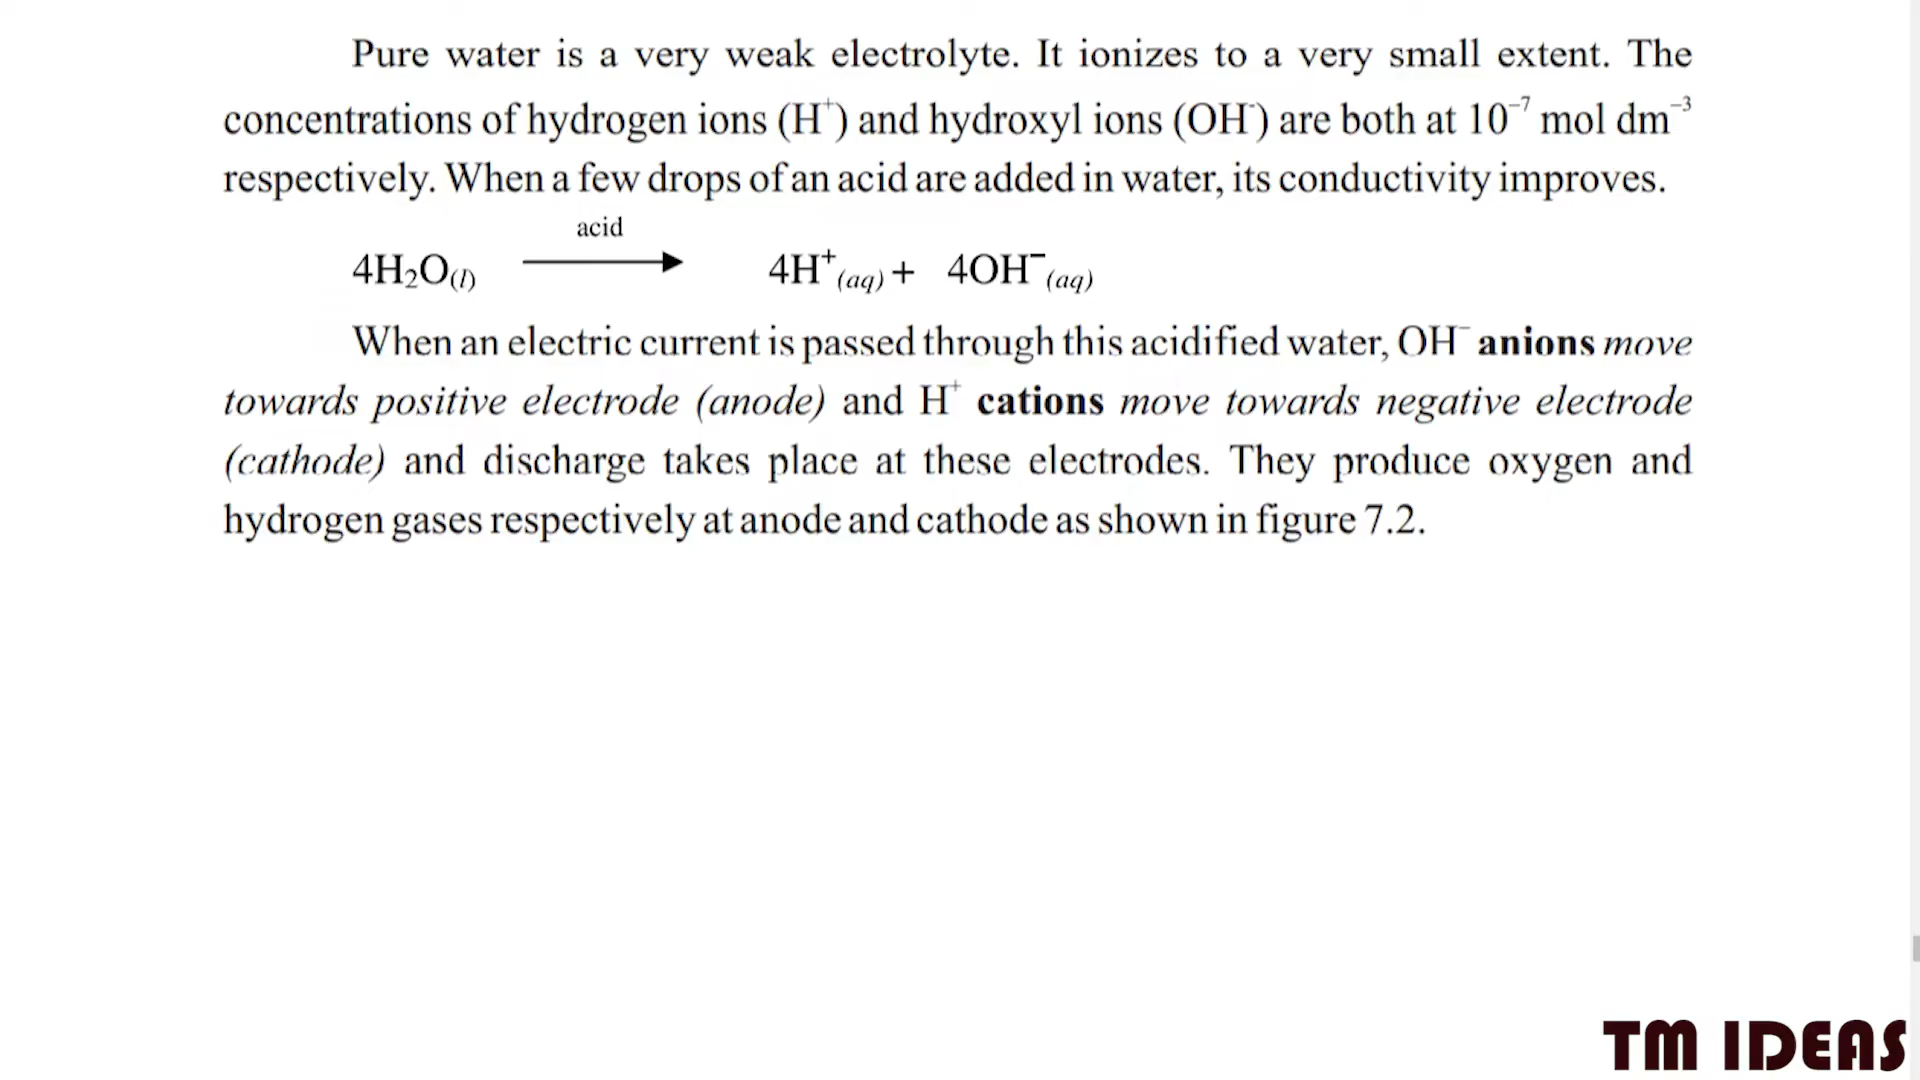 Pure water is a very weak electrolyte. It ionizes to a very small extent. The
concentrations of hydrogen ions (H⁺) and hydroxyl ions (OH⁻) are both at 10⁻⁷ mol dm⁻³
respectively. When a few drops of an acid are added in water, its conductivity improves.
acid
4H₂O(l) ⟶ 4H⁺(aq) + 4OH⁻(aq)
When an electric current is passed through this acidified water, OH⁻ anions move
towards positive electrode (anode) and H⁺ cations move towards negative electrode
(cathode) and discharge takes place at these electrodes. They produce oxygen and
hydrogen gases respectively at anode and cathode as shown in figure 7.2.
TM IDEAS